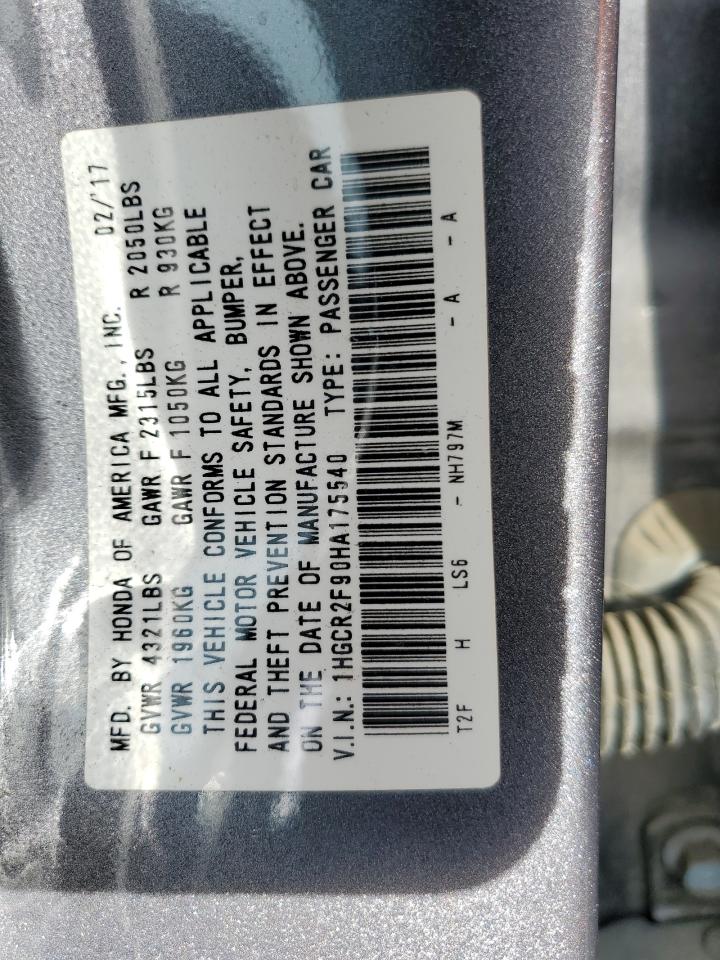 MFD. BY HONDA OF AMERICA MFG., INC. 02/'17
GVWR 4321LBS GAWR F 2315LBS R 2050LBS
GVWR 1960KG GAWR F 1050KG R 930KG
THIS VEHICLE CONFORMS TO ALL APPLICABLE
FEDERAL MOTOR VEHICLE SAFETY, BUMPER,
AND THEFT PREVENTION STANDARDS IN EFFECT
ON THE DATE OF MANUFACTURE SHOWN ABOVE.
V.I.N.: 1HGCR2F90HA175540 TYPE: PASSENGER CAR
T2F H LS6 - NH797M - A - A